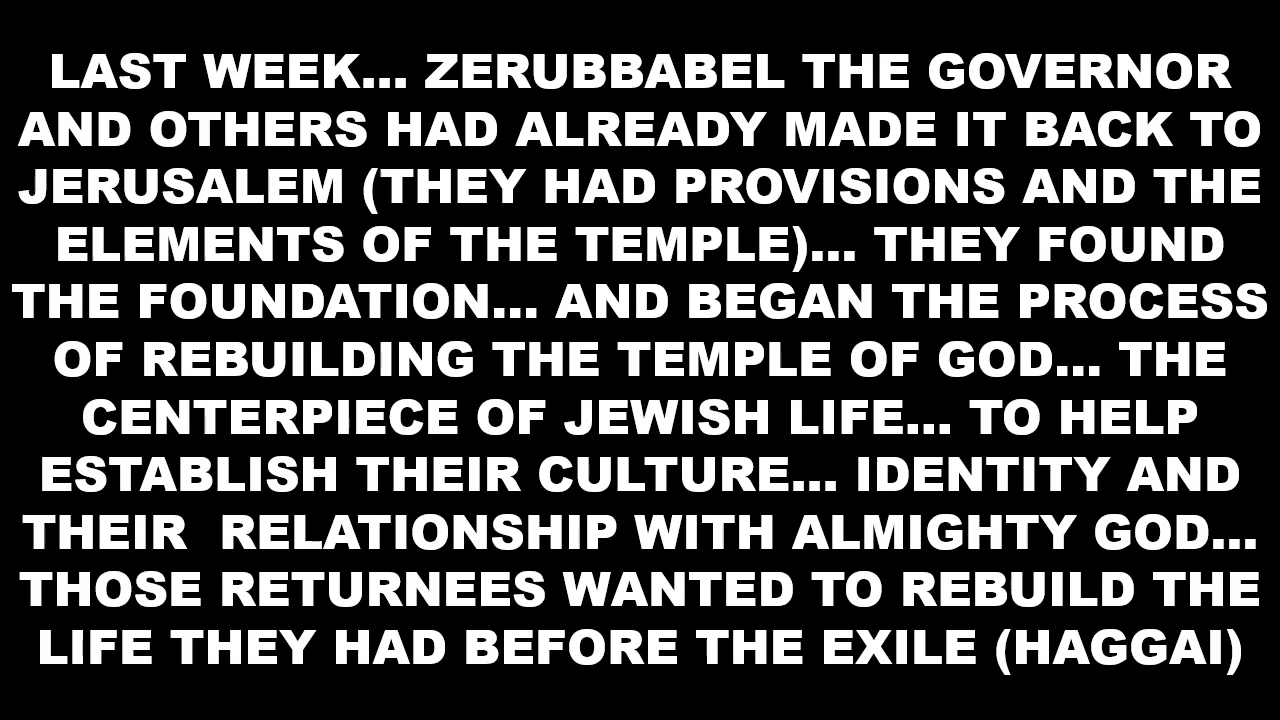 LAST WEEK... ZERUBBABEL THE GOVERNOR
AND OTHERS HAD ALREADY MADE IT BACK TO
JERUSALEM (THEY HAD PROVISIONS AND THE
ELEMENTS OF THE TEMPLE)... THEY FOUND
THE FOUNDATION... AND BEGAN THE PROCESS
OF REBUILDING THE TEMPLE OF GOD... THE
CENTERPIECE OF JEWISH LIFE... TO HELP
ESTABLISH THEIR CULTURE... IDENTITY AND
THEIR  RELATIONSHIP WITH ALMIGHTY GOD...
THOSE RETURNEES WANTED TO REBUILD THE
LIFE THEY HAD BEFORE THE EXILE (HAGGAI)